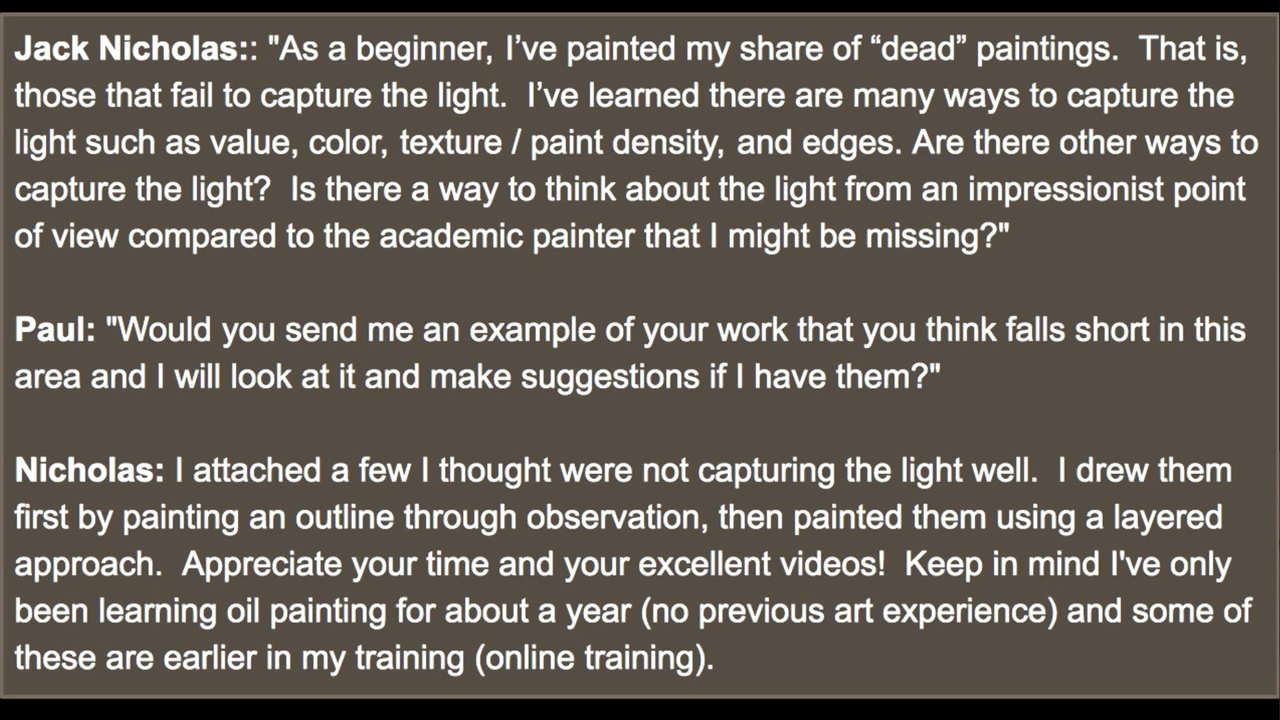 Jack Nicholas:: "As a beginner, I’ve painted my share of “dead” paintings.  That is,
those that fail to capture the light.  I’ve learned there are many ways to capture the
light such as value, color, texture / paint density, and edges. Are there other ways to
capture the light?  Is there a way to think about the light from an impressionist point
of view compared to the academic painter that I might be missing?"
Paul: "Would you send me an example of your work that you think falls short in this
area and I will look at it and make suggestions if I have them?"
Nicholas: I attached a few I thought were not capturing the light well.  I drew them
first by painting an outline through observation, then painted them using a layered
approach.  Appreciate your time and your excellent videos!  Keep in mind I've only
been learning oil painting for about a year (no previous art experience) and some of
these are earlier in my training (online training).